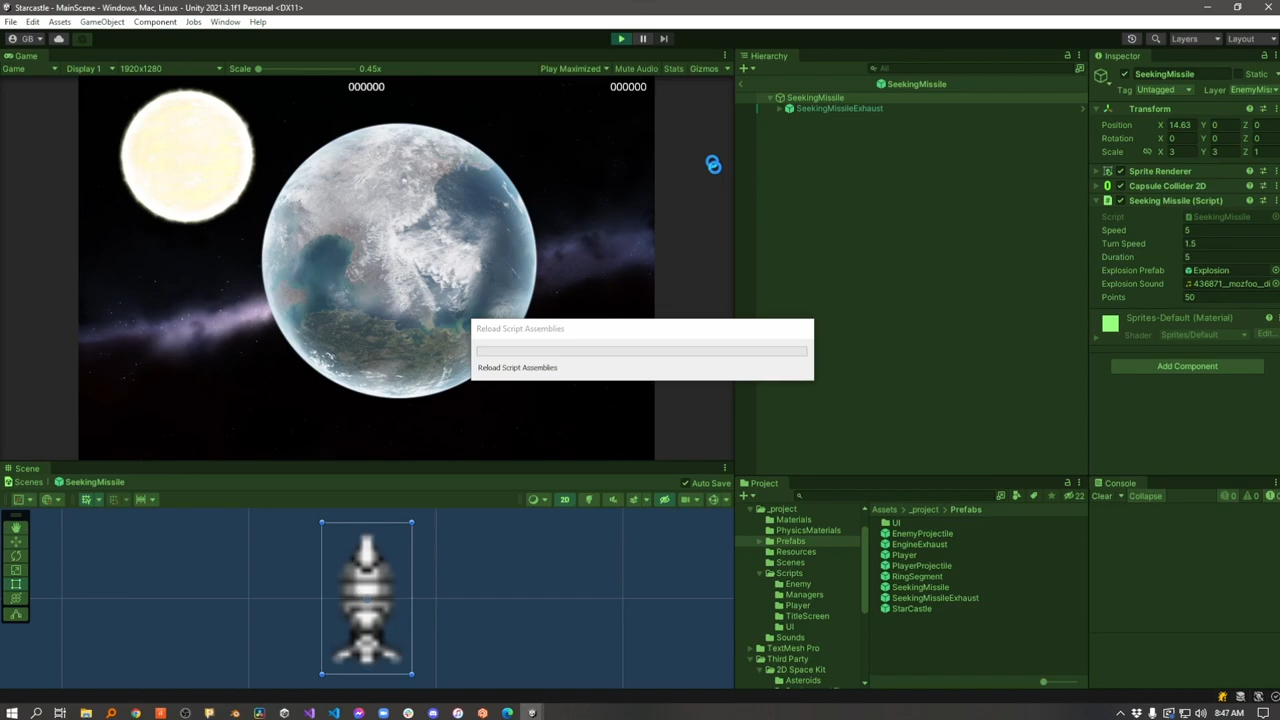 Starcastle - MainScene - Windows, Mac, Linux - Unity 2021.3.1f1 Personal <DX11>
File Edit Assets GameObject Component Jobs Window Help
GB
Layers Layout
Game
Game Display 1 1920x1280 Scale 0.45x Play Maximized Mute Audio Stats Gizmos
000000 000000
Reload Script Assemblies
Reload Script Assemblies
Scene
Scenes SeekingMissile Auto Save
2D
Hierarchy
All
SeekingMissile
SeekingMissile
SeekingMissileExhaust
Project
22
_project
Materials
PhysicsMaterials
Prefabs
Resources
Scenes
Scripts
Enemy
Managers
Player
TitleScreen
UI
Sounds
TextMesh Pro
Third Party
2D Space Kit
Asteroids
Assets _project Prefabs
UI
EnemyProjectile
EngineExhaust
Player
PlayerProjectile
RingSegment
SeekingMissile
SeekingMissileExhaust
StarCastle
Inspector
SeekingMissile Static
Tag Untagged Layer EnemyMis
Transform
Position X 14.63 Y 0 Z 0
Rotation X 0 Y 0 Z 0
Scale X 3 Y 3 Z 1
Sprite Renderer
Capsule Collider 2D
Seeking Missile (Script)
Script SeekingMissile
Speed 5
Turn Speed 1.5
Duration 5
Explosion Prefab Explosion
Explosion Sound 436871__mozfoo__di
Points 50
Sprites-Default (Material)
Shader Sprites/Default Edit...
Add Component
Console
Clear Collapse 0 0
8:47 AM